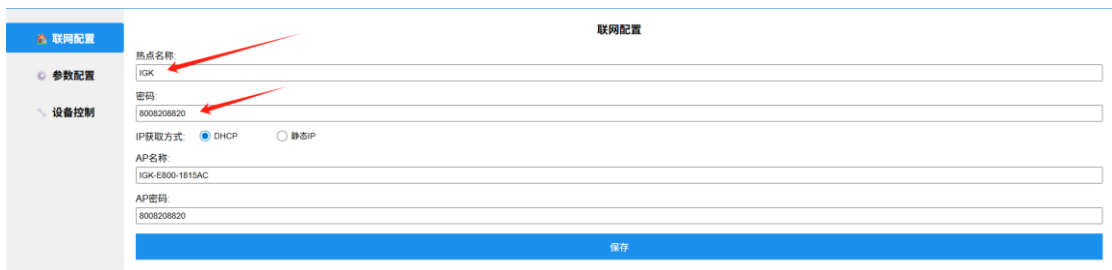 联网配置
参数配置
设备控制
联网配置
热点名称:
IGK
密码:
8008208820
IP获取方式: DHCP 静态IP
AP名称:
IGK-E800-1815AC
AP密码:
8008208820
保存